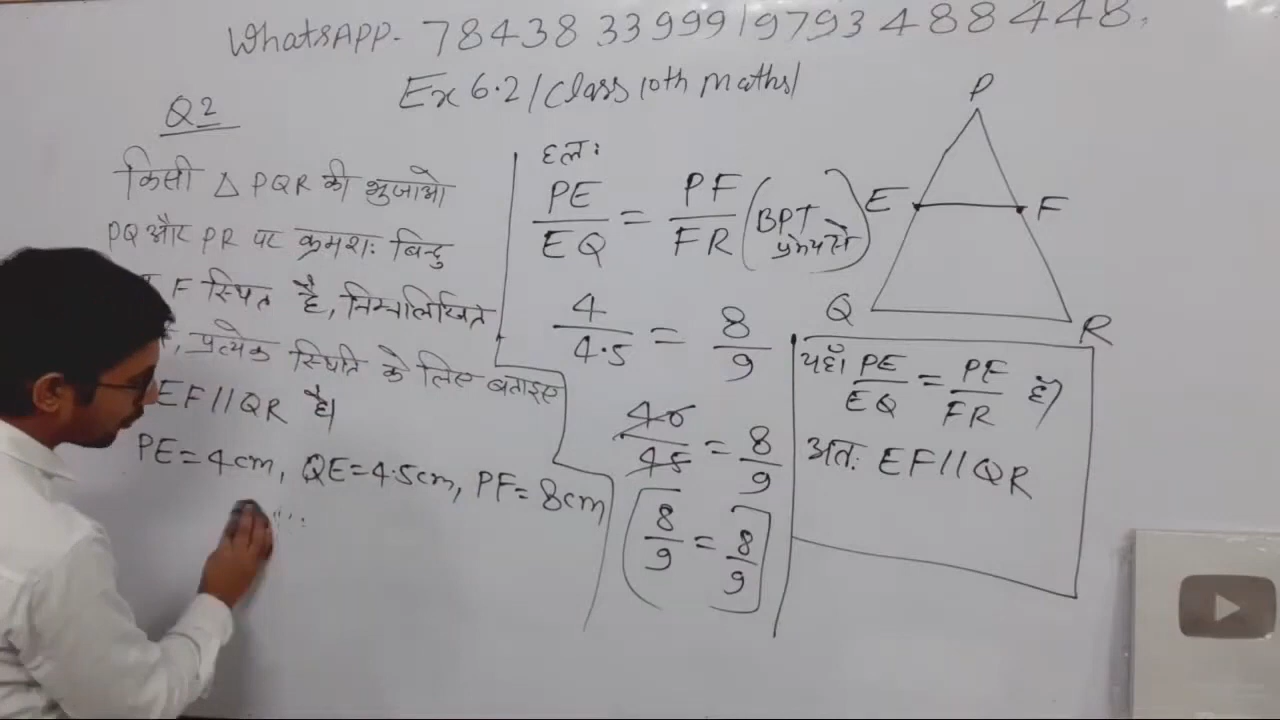 WhatsAPP- 7843833999/9793488448,
Ex 6.2/Class 10th maths/
Q2
किसी △ PQR की भुजाओ
PQ और PR पर क्रमशः बिन्दु
F स्थित है, निम्नलिखित
, प्रत्येक स्थिति के लिए बताइए
EF//QR है।
PE=4cm, QE=4.5cm, PF=8cm
हलः
PE/EQ = PF/FR (BPT प्रमेय से)
4/4.5 = 8/9
40/45 = 8/9
8/9 = 8/9
P
E F
Q R
यहाँ PE/EQ = PF/FR है)
अतः EF//QR